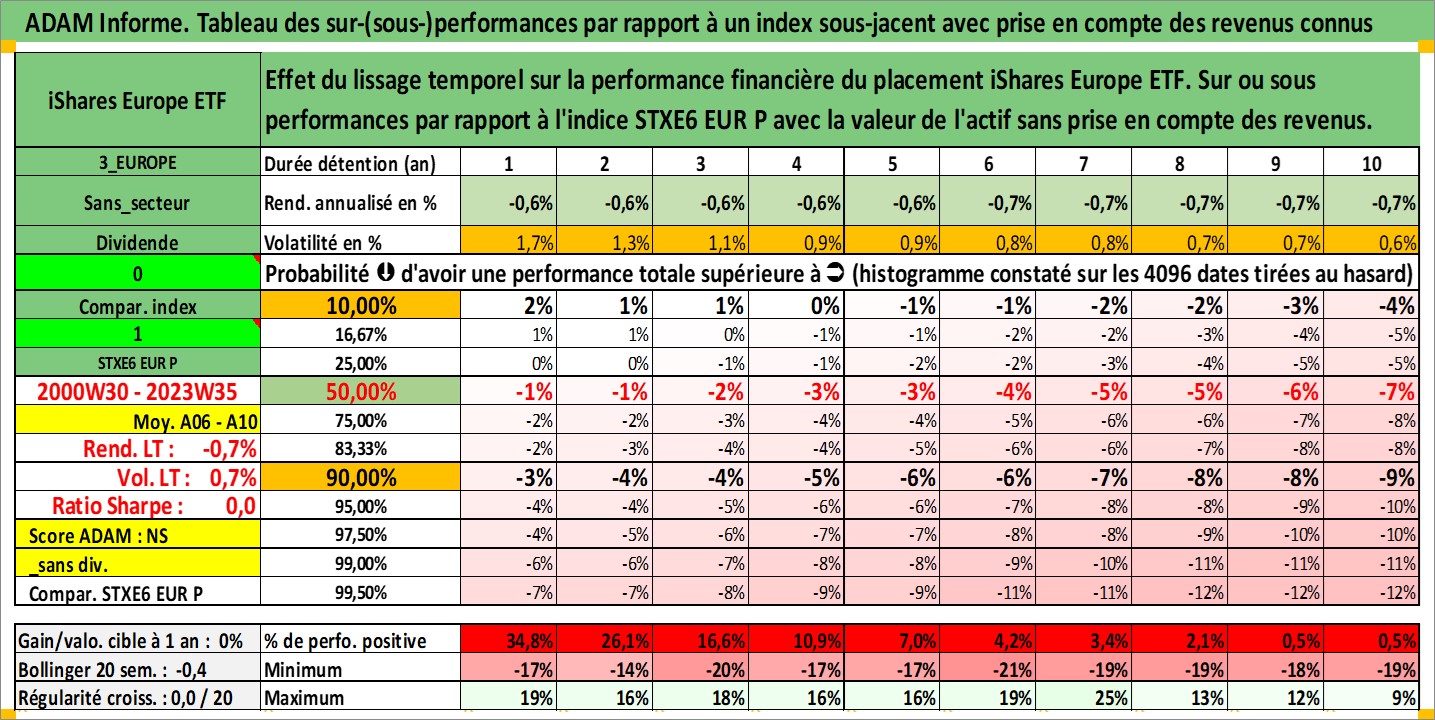 ADAM Informe. Tableau des sur-(sous-)performances par rapport à un index sous-jacent avec prise en compte des revenus connus
iShares Europe ETF
Effet du lissage temporel sur la performance financière du placement iShares Europe ETF. Sur ou sous
performances par rapport à l'indice STXE6 EUR P avec la valeur de l'actif sans prise en compte des revenus.
3_EUROPE Durée détention (an) 1 2 3 4 5 6 7 8 9 10
Sans_secteur Rend. annualisé en % -0,6% -0,6% -0,6% -0,6% -0,6% -0,7% -0,7% -0,7% -0,7% -0,7%
Dividende Volatilité en % 1,7% 1,3% 1,1% 0,9% 0,9% 0,8% 0,8% 0,7% 0,7% 0,6%
0 Probabilité ⬇ d'avoir une performance totale supérieure à ➲ (histogramme constaté sur les 4096 dates tirées au hasard)
Compar. index 10,00% 2% 1% 1% 0% -1% -1% -2% -2% -3% -4%
1 16,67% 1% 1% 0% -1% -1% -2% -2% -3% -4% -5%
STXE6 EUR P 25,00% 0% 0% -1% -1% -2% -2% -3% -4% -5% -5%
2000W30 - 2023W35 50,00% -1% -1% -2% -3% -3% -4% -5% -5% -6% -7%
Moy. A06 - A10 75,00% -2% -2% -3% -4% -4% -5% -6% -6% -7% -8%
Rend. LT : -0,7% 83,33% -2% -3% -4% -4% -5% -6% -6% -7% -8% -8%
Vol. LT : 0,7% 90,00% -3% -4% -4% -5% -6% -6% -7% -8% -8% -9%
Ratio Sharpe : 0,0 95,00% -4% -4% -5% -6% -6% -7% -8% -8% -9% -10%
Score ADAM : NS 97,50% -4% -5% -6% -7% -7% -8% -8% -9% -10% -10%
_sans div. 99,00% -6% -6% -7% -8% -8% -9% -10% -11% -11% -11%
Compar. STXE6 EUR P 99,50% -7% -7% -8% -9% -9% -11% -11% -12% -12% -12%
Gain/valo. cible à 1 an : 0% % de perfo. positive 34,8% 26,1% 16,6% 10,9% 7,0% 4,2% 3,4% 2,1% 0,5% 0,5%
Bollinger 20 sem. : -0,4 Minimum -17% -14% -20% -17% -17% -21% -19% -19% -18% -19%
Régularité croiss. : 0,0 / 20 Maximum 19% 16% 18% 16% 16% 19% 25% 13% 12% 9%